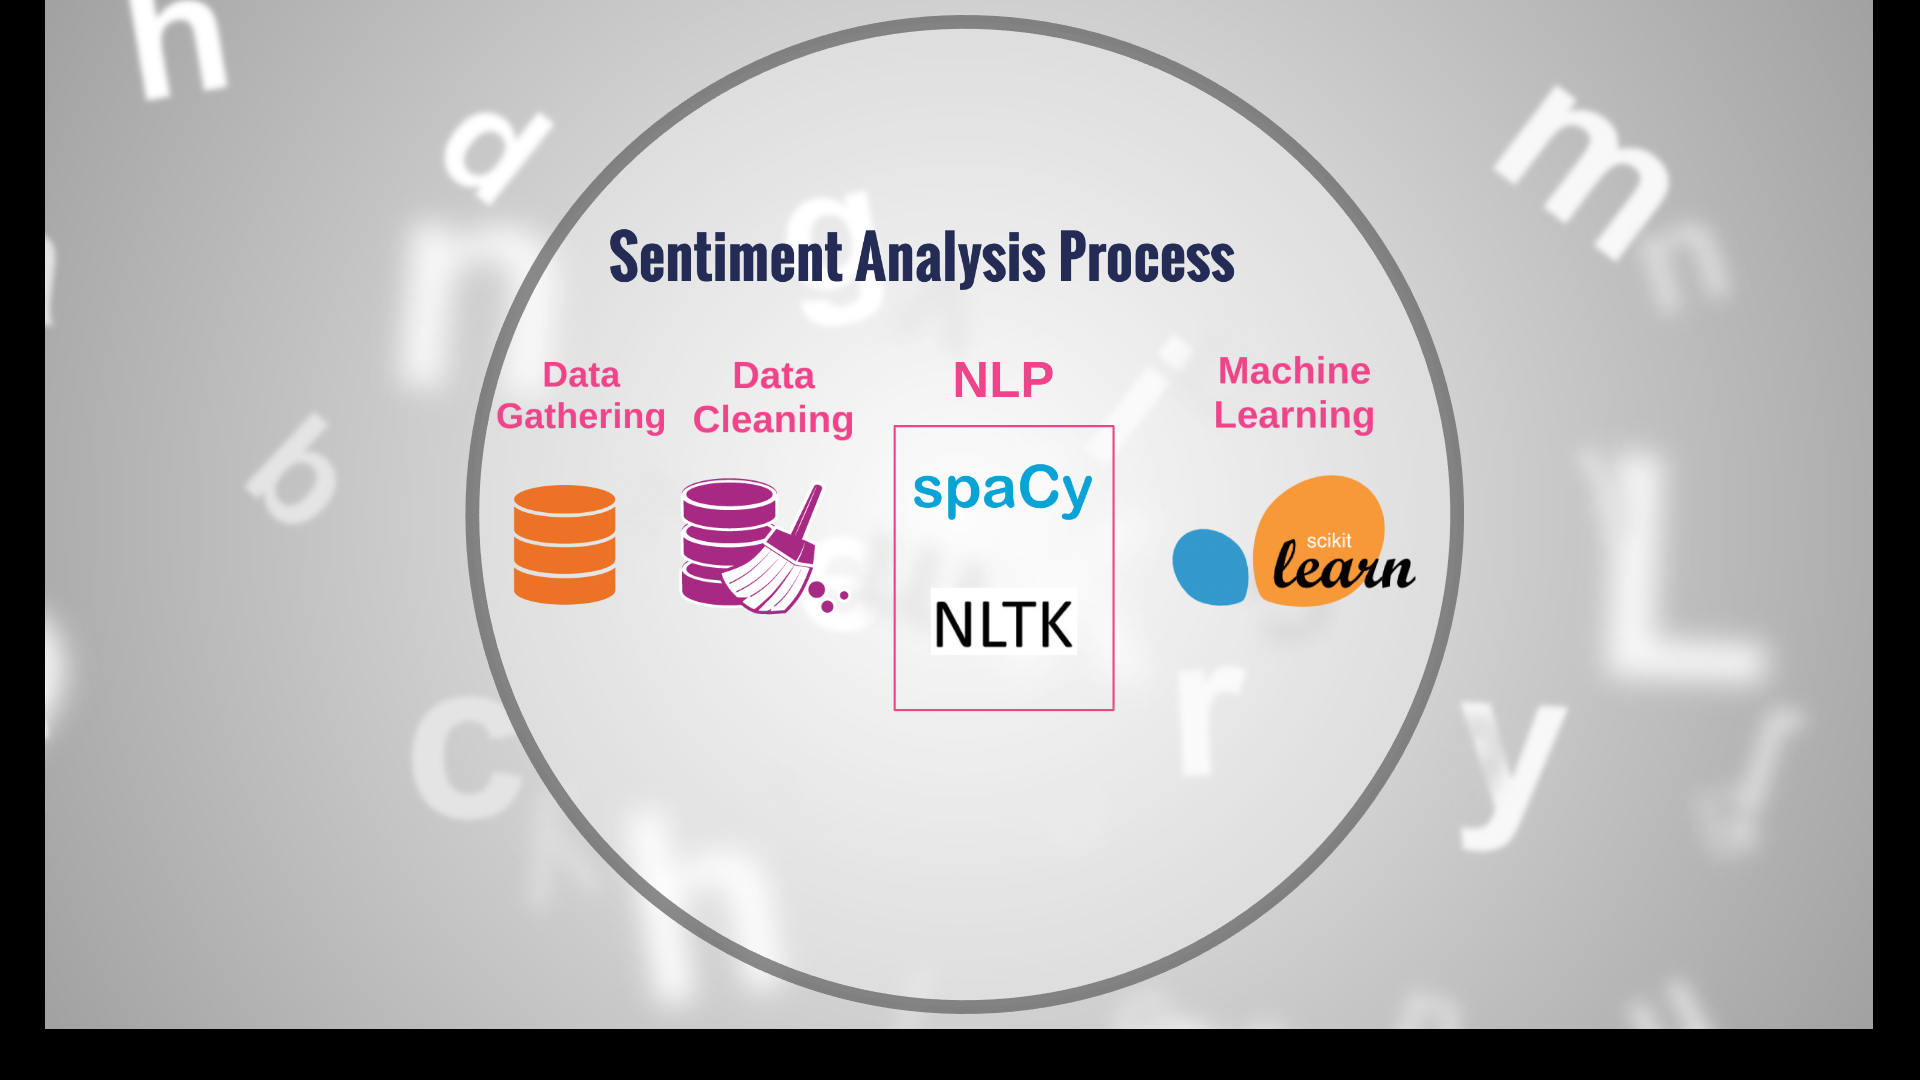 Sentiment Analysis Process
Data
Gathering
Data
Cleaning
NLP
spaCy
NLTK
Machine
Learning
scikit
learn
h
d
g
n
m
n
i
b
L
c
r
y
h